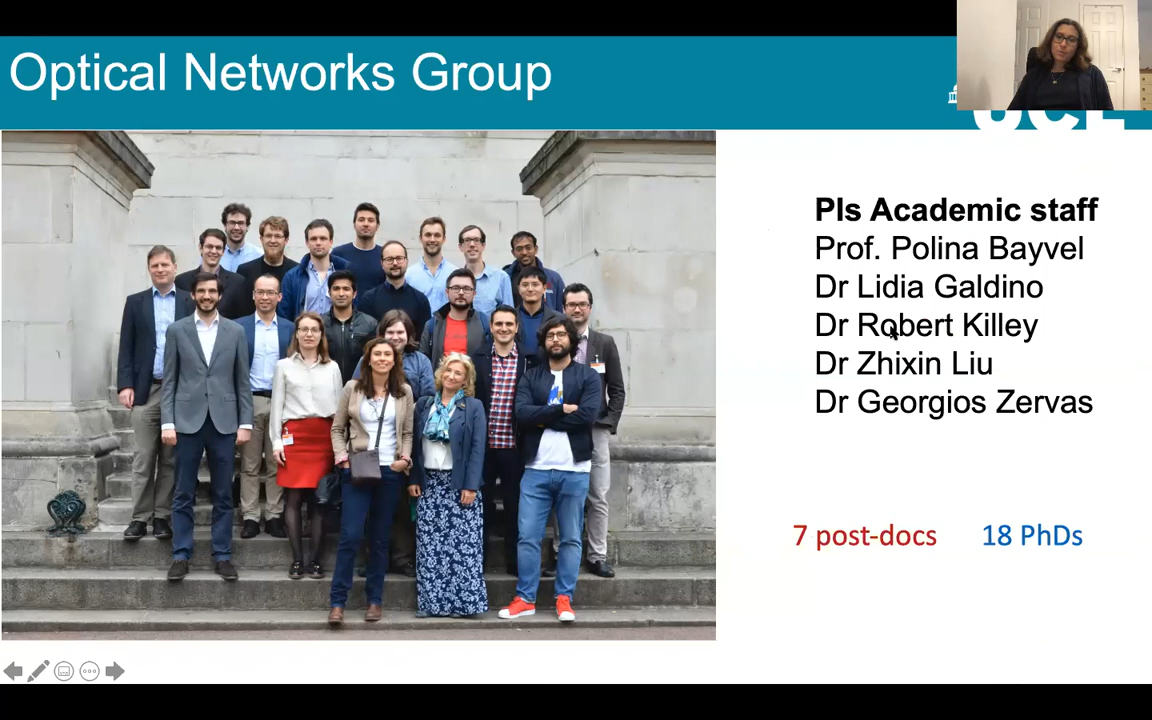 Optical Networks Group
UCL
PIs Academic staff
Prof. Polina Bayvel
Dr Lidia Galdino
Dr Robert Killey
Dr Zhixin Liu
Dr Georgios Zervas
7 post-docs 18 PhDs